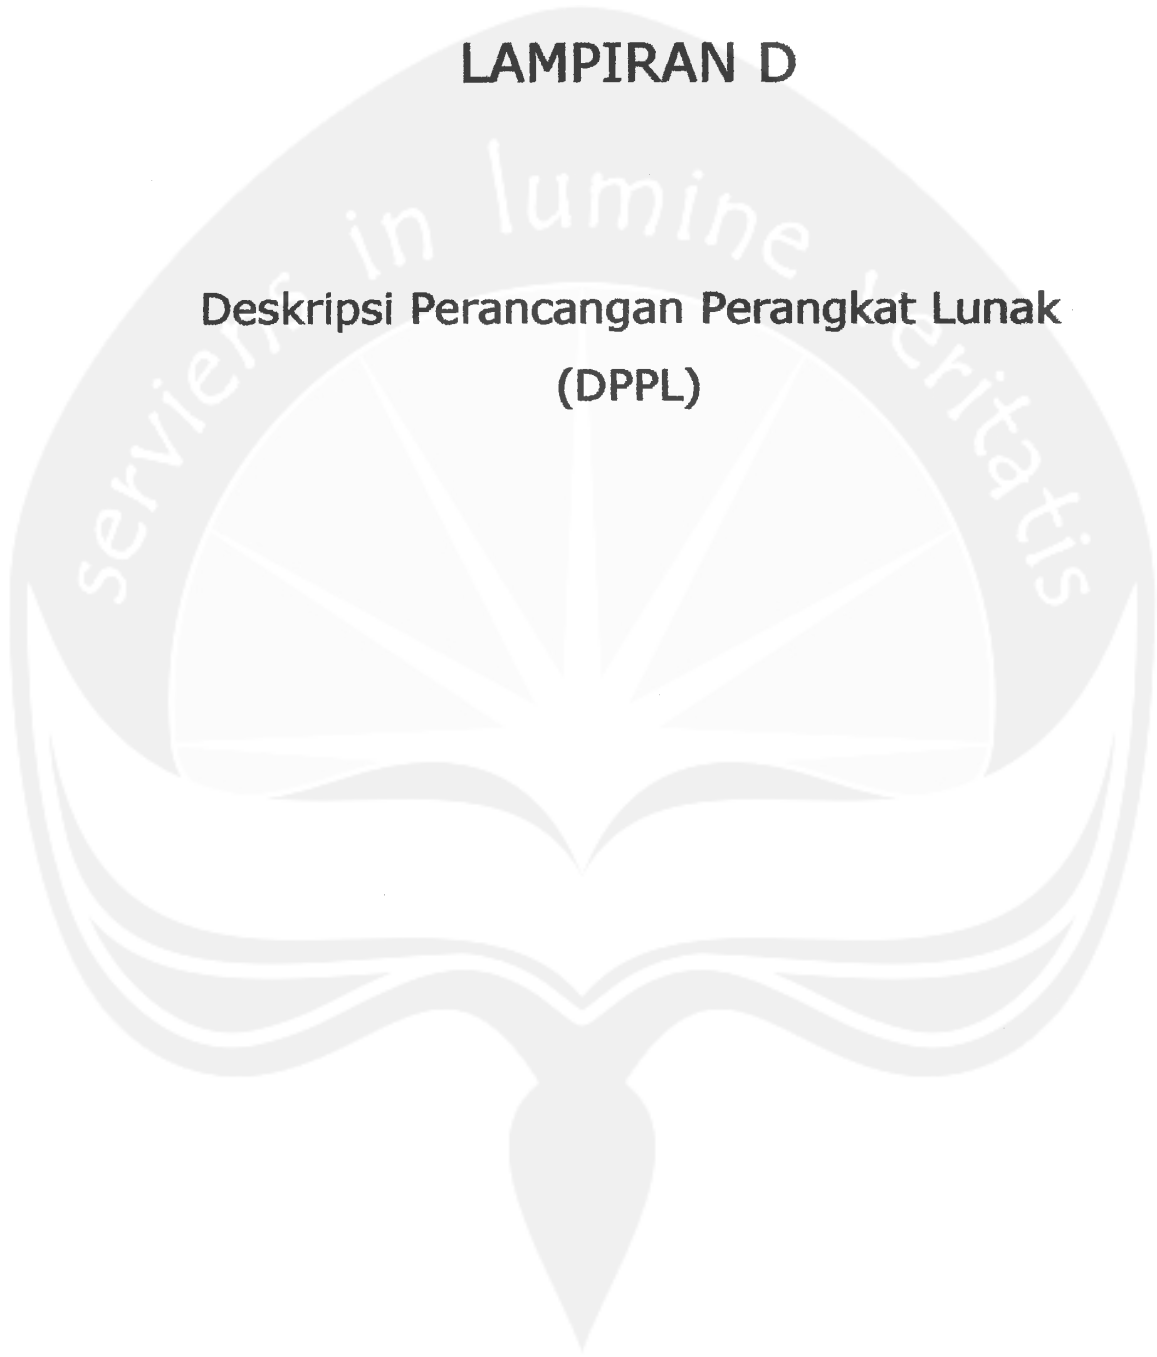 LAMPIRAN D
serviens in lumine veritatis
Deskripsi Perancangan Perangkat Lunak
(DPPL)